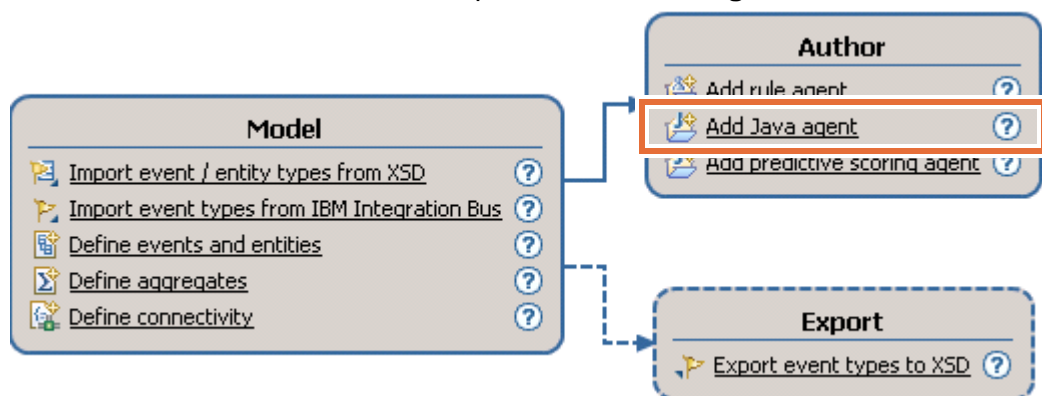 Author
Add rule agent
Add Java agent
Add predictive scoring agent
Model
Import event / entity types from XSD
Import event types from IBM Integration Bus
Define events and entities
Define aggregates
Define connectivity
Export
Export event types to XSD